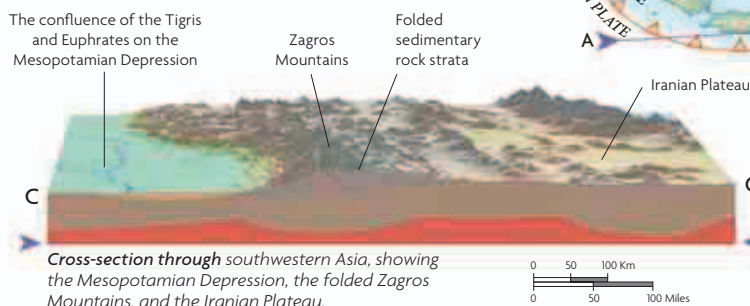 The confluence of the Tigris
and Euphrates on the
Mesopotamian Depression
Zagros
Mountains
Folded
sedimentary
rock strata
PLATE
A
Iranian Plateau
C
Cross-section through southwestern Asia, showing
the Mesopotamian Depression, the folded Zagros
Mountains, and the Iranian Plateau.
0 50 100 Km
0 50 100 Miles